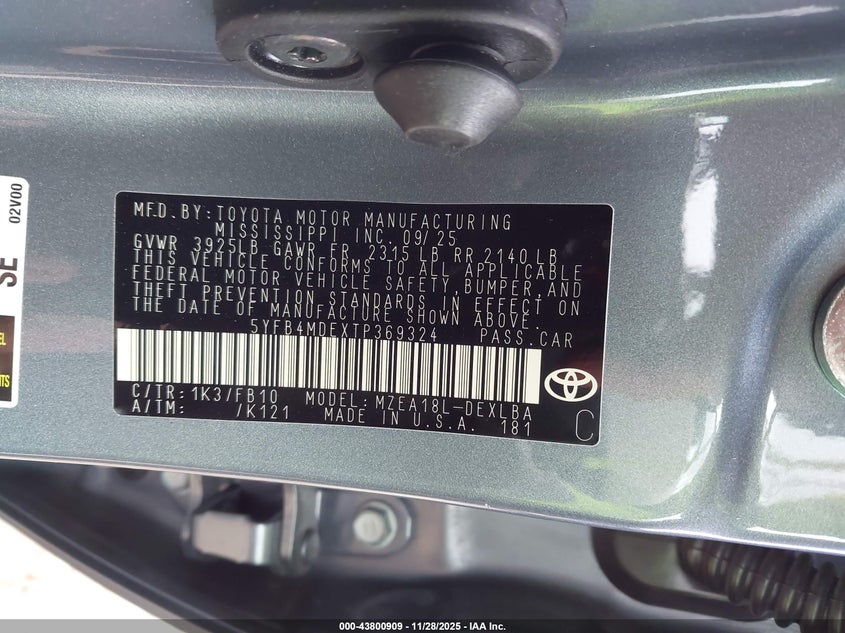 02V00
SE
EL
TS
MFD.BY:TOYOTA MOTOR MANUFACTURING
MISSISSIPPI INC. 09/25
GVWR 3925LB GAWR FR 2315 LB RR 2140 LB
THIS VEHICLE CONFORMS TO ALL APPLICABLE
FEDERAL MOTOR VEHICLE SAFETY,BUMPER,AND
THEFT PREVENTION STANDARDS IN EFFECT ON
THE DATE OF MANUFACTURE SHOWN ABOVE.
5YFB4MDEXTP369324 PASS.CAR
C/TR:1K37/FB10 MODEL:MZEA18L-DEXLBA
A/TM: /K121 MADE IN U.S.A. 181 C
000-43800909 - 11/28/2025 - IAA Inc.